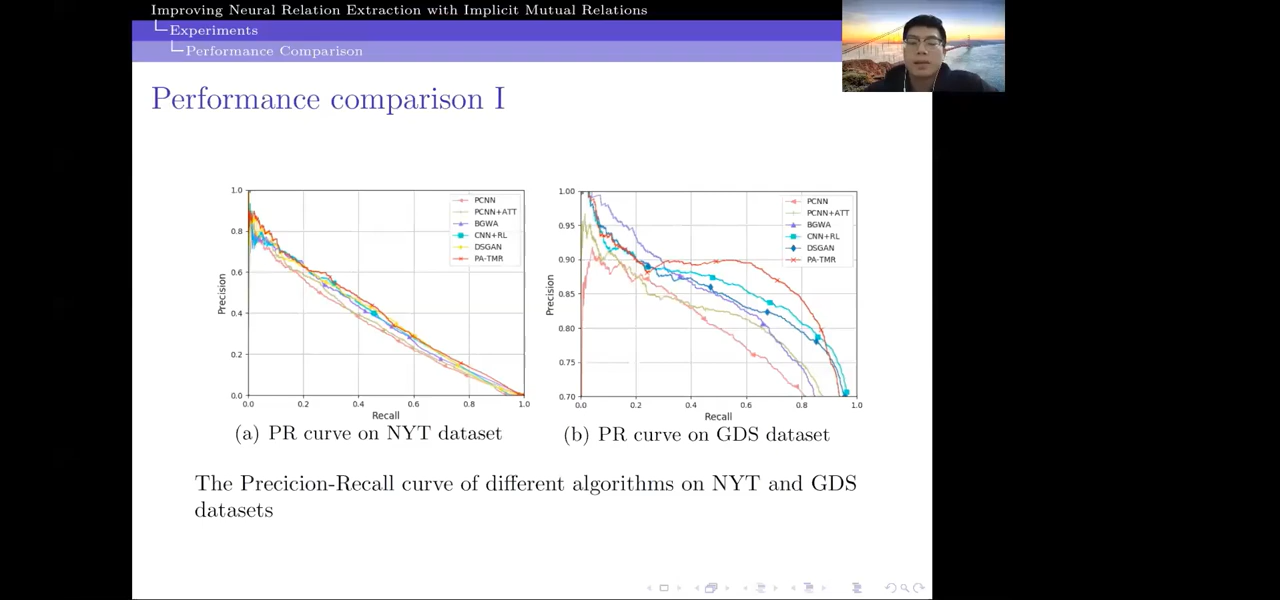 Improving Neural Relation Extraction with Implicit Mutual Relations
Experiments
Performance Comparison
Performance comparison I
1.0
0.8
0.6
0.4
0.2
0.0
Precision
0.0 0.2 0.4 0.6 0.8 1.0
Recall
PCNN
PCNN+ATT
BGWA
CNN+RL
DSGAN
PA-TMR
(a) PR curve on NYT dataset
1.00
0.95
0.90
0.85
0.80
0.75
0.70
Precision
0.0 0.2 0.4 0.6 0.8 1.0
Recall
PCNN
PCNN+ATT
BGWA
CNN+RL
DSGAN
PA-TMR
(b) PR curve on GDS dataset
The Precicion-Recall curve of different algorithms on NYT and GDS
datasets